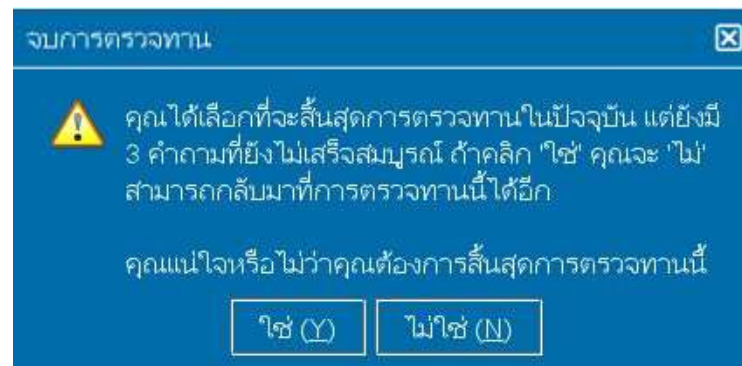 จบการตรวจทาน
คุณได้เลือกที่จะสิ้นสุดการตรวจทานในปัจจุบัน แต่ยังมี
3 คำถามที่ยังไม่เสร็จสมบูรณ์ ถ้าคลิก 'ใช่' คุณจะ 'ไม่'
สามารถกลับมาที่การตรวจทานนี้ได้อีก
คุณแน่ใจหรือไม่ว่าคุณต้องการสิ้นสุดการตรวจทานนี้
ใช่ (Y) ไม่ใช่ (N)